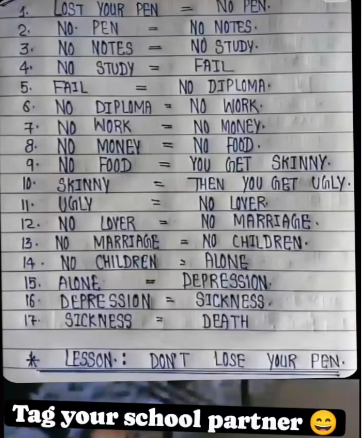 1. LOST YOUR PEN = NO PEN.
2. NO PEN = NO NOTES.
3. NO NOTES = NO STUDY.
4. NO STUDY = FAIL
5. FAIL = NO DIPLOMA.
6. NO DIPLOMA = NO WORK.
7. NO WORK = NO MONEY.
8. NO MONEY = NO FOOD.
9. NO FOOD = YOU GET SKINNY.
10. SKINNY = THEN YOU GET UGLY.
11. UGLY = NO LOVER
12. NO LOVER = NO MARRIAGE.
13. NO MARRIAGE = NO CHILDREN.
14. NO CHILDREN = ALONE
15. ALONE = DEPRESSION.
16. DEPRESSION = SICKNESS.
17. SICKNESS = DEATH
* LESSON: DON'T LOSE YOUR PEN.
Tag your school partner 😄